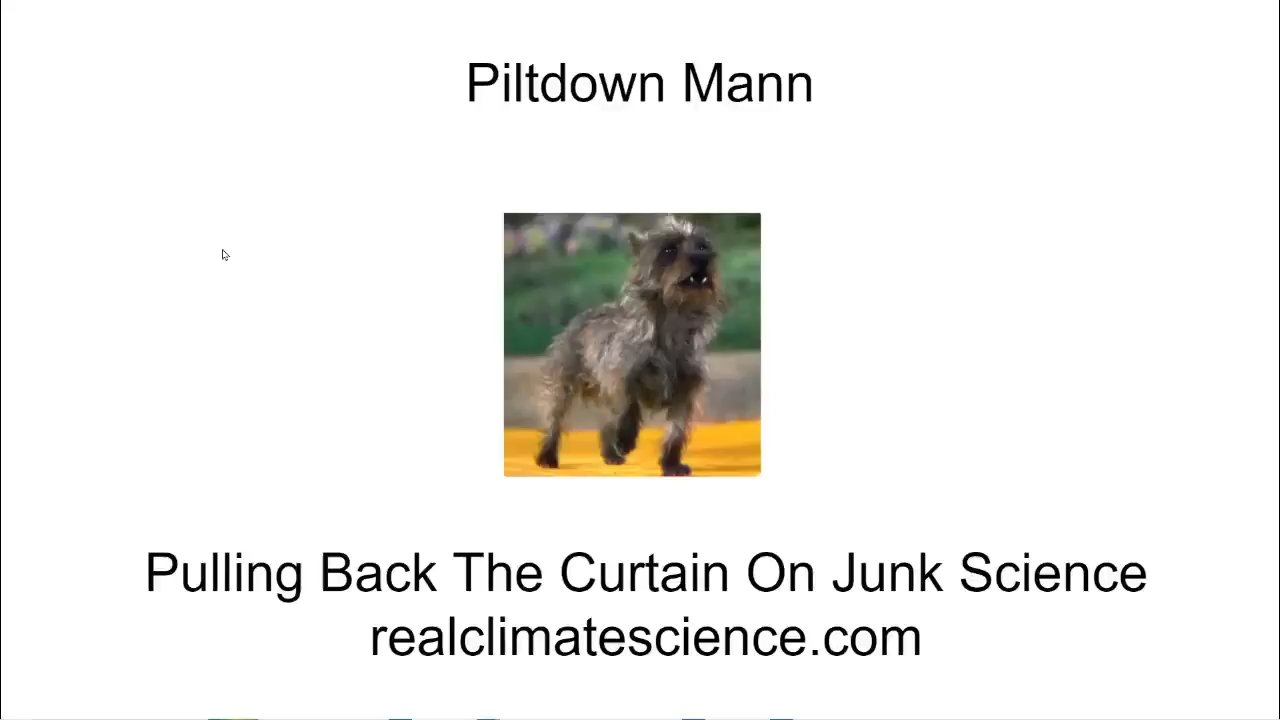 Piltdown Mann
Pulling Back The Curtain On Junk Science
realclimatescience.com